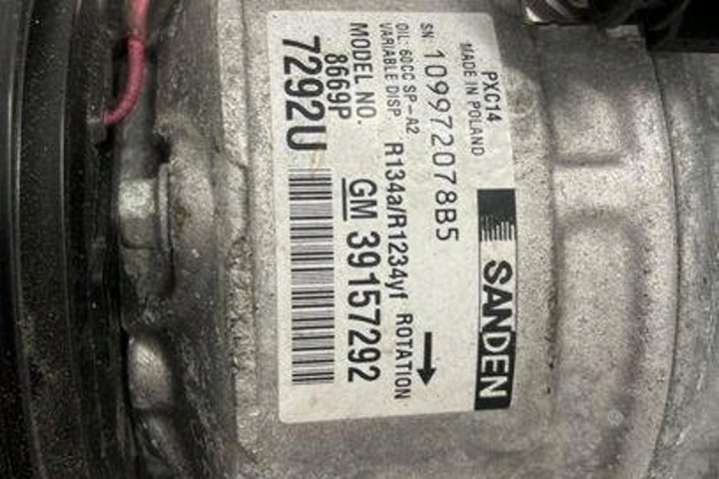 PXC14
MADE IN POLAND
SANDEN
SN: 109972078B5
OIL: 60CC SP-A2
VARIABLE DISP.
R134a/R1234yf ROTATION
MODEL NO.
8669P
GM 39157292
7292U